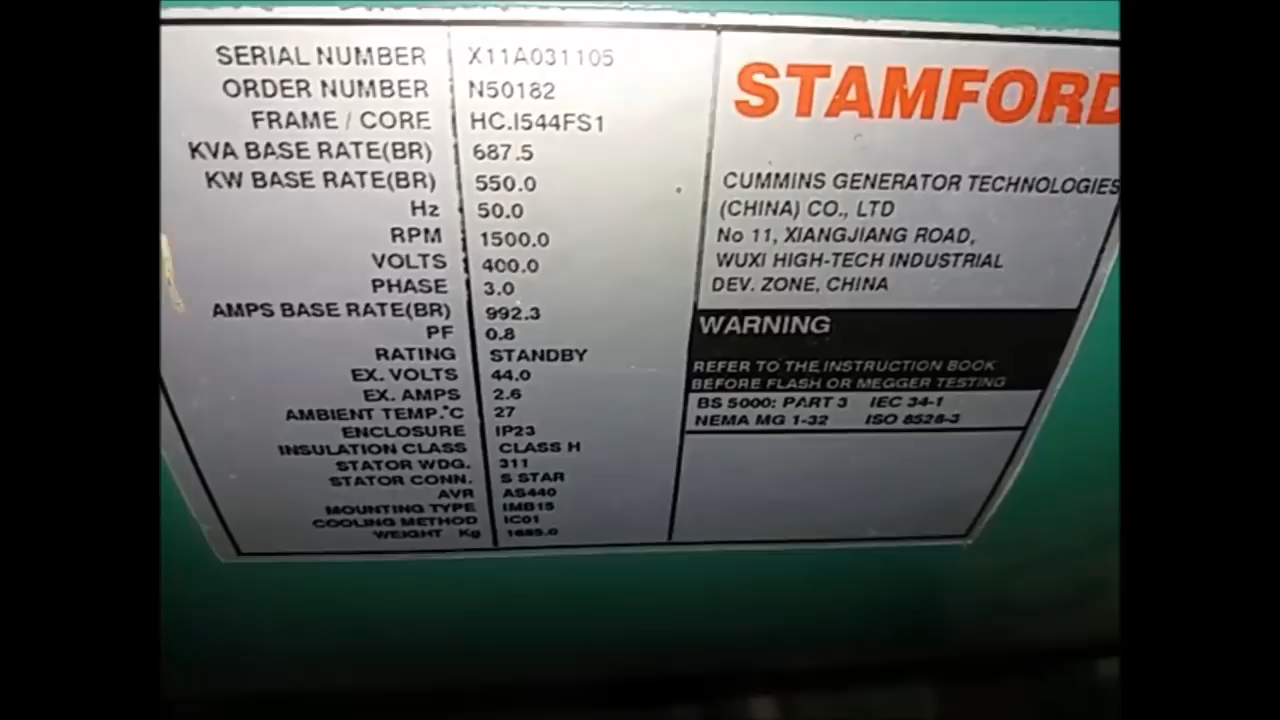 SERIAL NUMBER X11A031105
ORDER NUMBER N50182
FRAME / CORE HC.I544FS1
KVA BASE RATE(BR) 687.5
KW BASE RATE(BR) 550.0
Hz 50.0
RPM 1500.0
VOLTS 400.0
PHASE 3.0
AMPS BASE RATE(BR) 992.3
PF 0.8
RATING STANDBY
EX. VOLTS 44.0
EX. AMPS 2.6
AMBIENT TEMP.°C 27
ENCLOSURE IP23
INSULATION CLASS CLASS H
STATOR WDG. 311
STATOR CONN. S STAR
AVR AS440
MOUNTING TYPE IMB15
COOLING METHOD IC01
WEIGHT Kg 1685.0
STAMFORD
CUMMINS GENERATOR TECHNOLOGIES
(CHINA) CO., LTD
No 11, XIANGJIANG ROAD,
WUXI HIGH-TECH INDUSTRIAL
DEV. ZONE, CHINA
WARNING
REFER TO THE INSTRUCTION BOOK
BEFORE FLASH OR MEGGER TESTING
BS 5000: PART 3 IEC 34-1
NEMA MG 1-32 ISO 8528-3